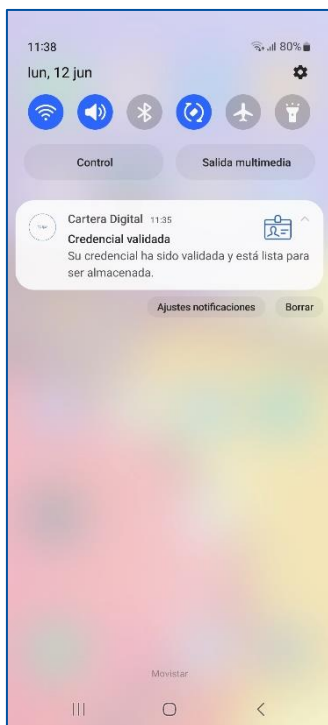 11:38 80%
lun, 12 jun
Control Salida multimedia
Cartera Digital 11:35
Credencial validada
Su credencial ha sido validada y está lista para
ser almacenada.
Ajustes notificaciones Borrar
Movistar